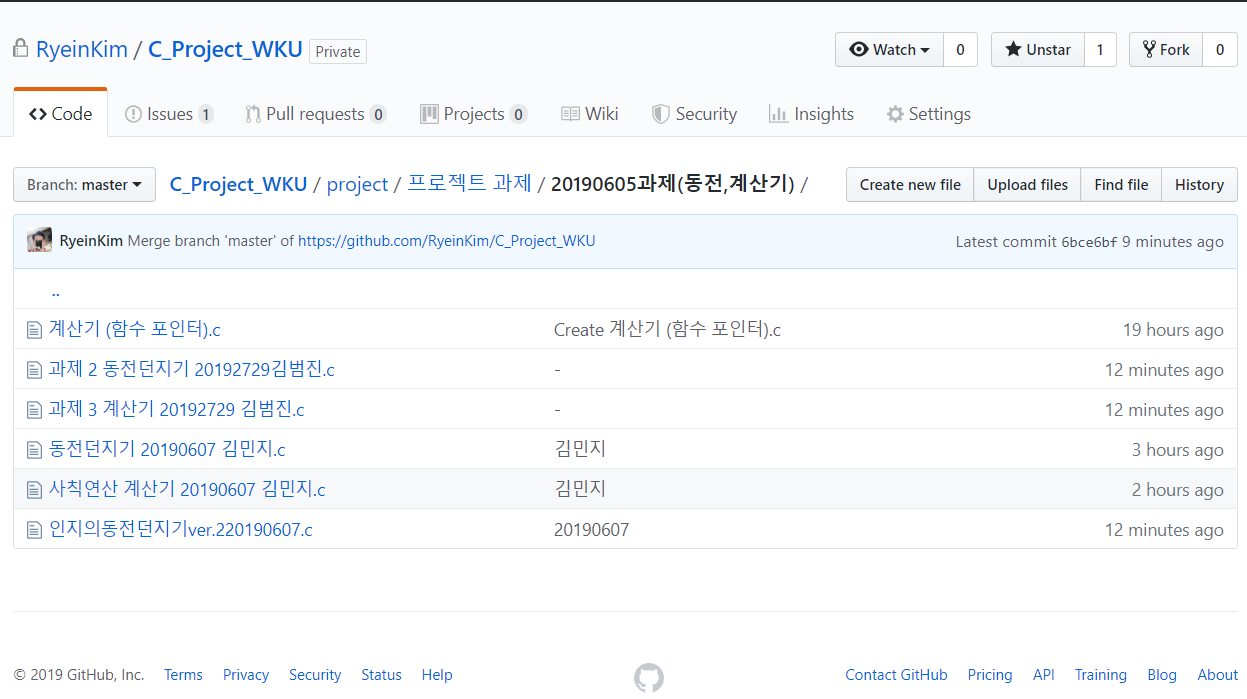 RyeinKim / C_Project_WKU Private Watch 0 Unstar 1 Fork 0
Code Issues 1 Pull requests 0 Projects 0 Wiki Security Insights Settings
Branch: master C_Project_WKU / project / 프로젝트 과제 / 20190605과제(동전,계산기) / Create new file Upload files Find file History
RyeinKim Merge branch 'master' of https://github.com/RyeinKim/C_Project_WKU Latest commit 6bce6bf 9 minutes ago
..
계산기 (함수 포인터).c Create 계산기 (함수 포인터).c 19 hours ago
과제 2 동전던지기 20192729김범진.c - 12 minutes ago
과제 3 계산기 20192729 김범진.c - 12 minutes ago
동전던지기 20190607 김민지.c 김민지 3 hours ago
사칙연산 계산기 20190607 김민지.c 김민지 2 hours ago
인지의동전던지기ver.220190607.c 20190607 12 minutes ago
© 2019 GitHub, Inc. Terms Privacy Security Status Help Contact GitHub Pricing API Training Blog About